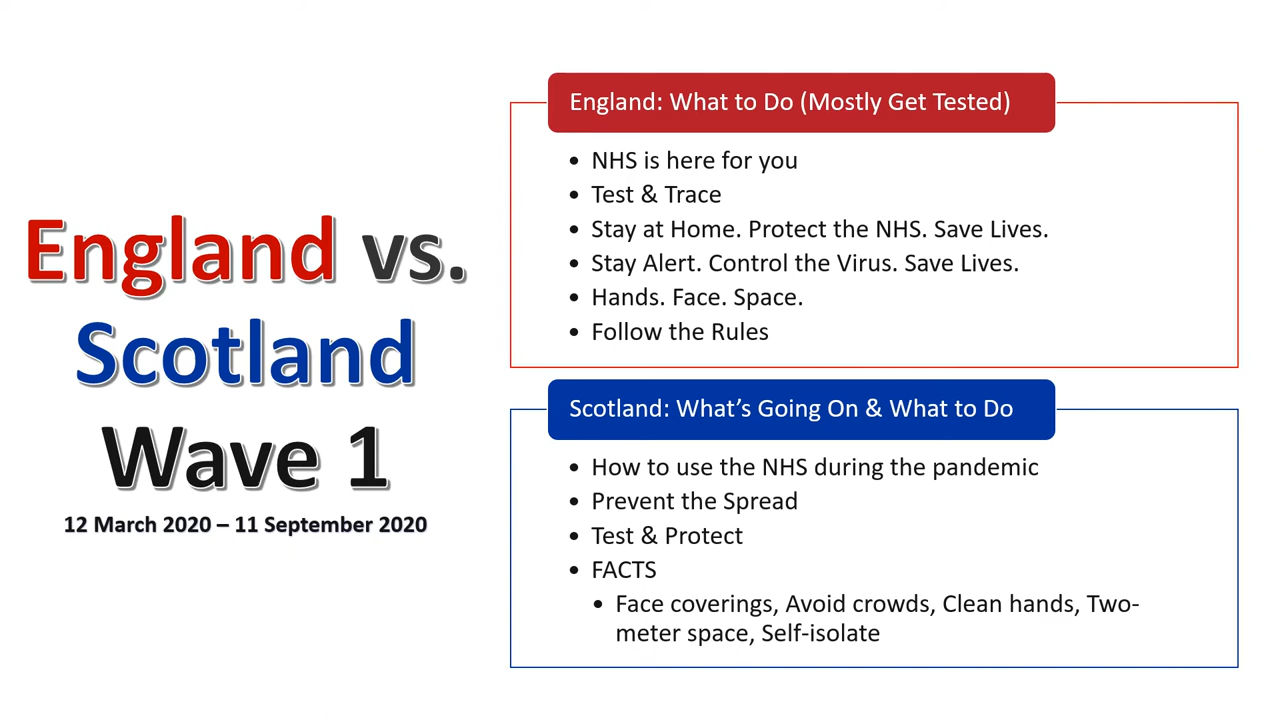 England vs.
Scotland
Wave 1
12 March 2020 – 11 September 2020
England: What to Do (Mostly Get Tested)
• NHS is here for you
• Test & Trace
• Stay at Home. Protect the NHS. Save Lives.
• Stay Alert. Control the Virus. Save Lives.
• Hands. Face. Space.
• Follow the Rules
Scotland: What’s Going On & What to Do
• How to use the NHS during the pandemic
• Prevent the Spread
• Test & Protect
• FACTS
• Face coverings, Avoid crowds, Clean hands, Two-
meter space, Self-isolate